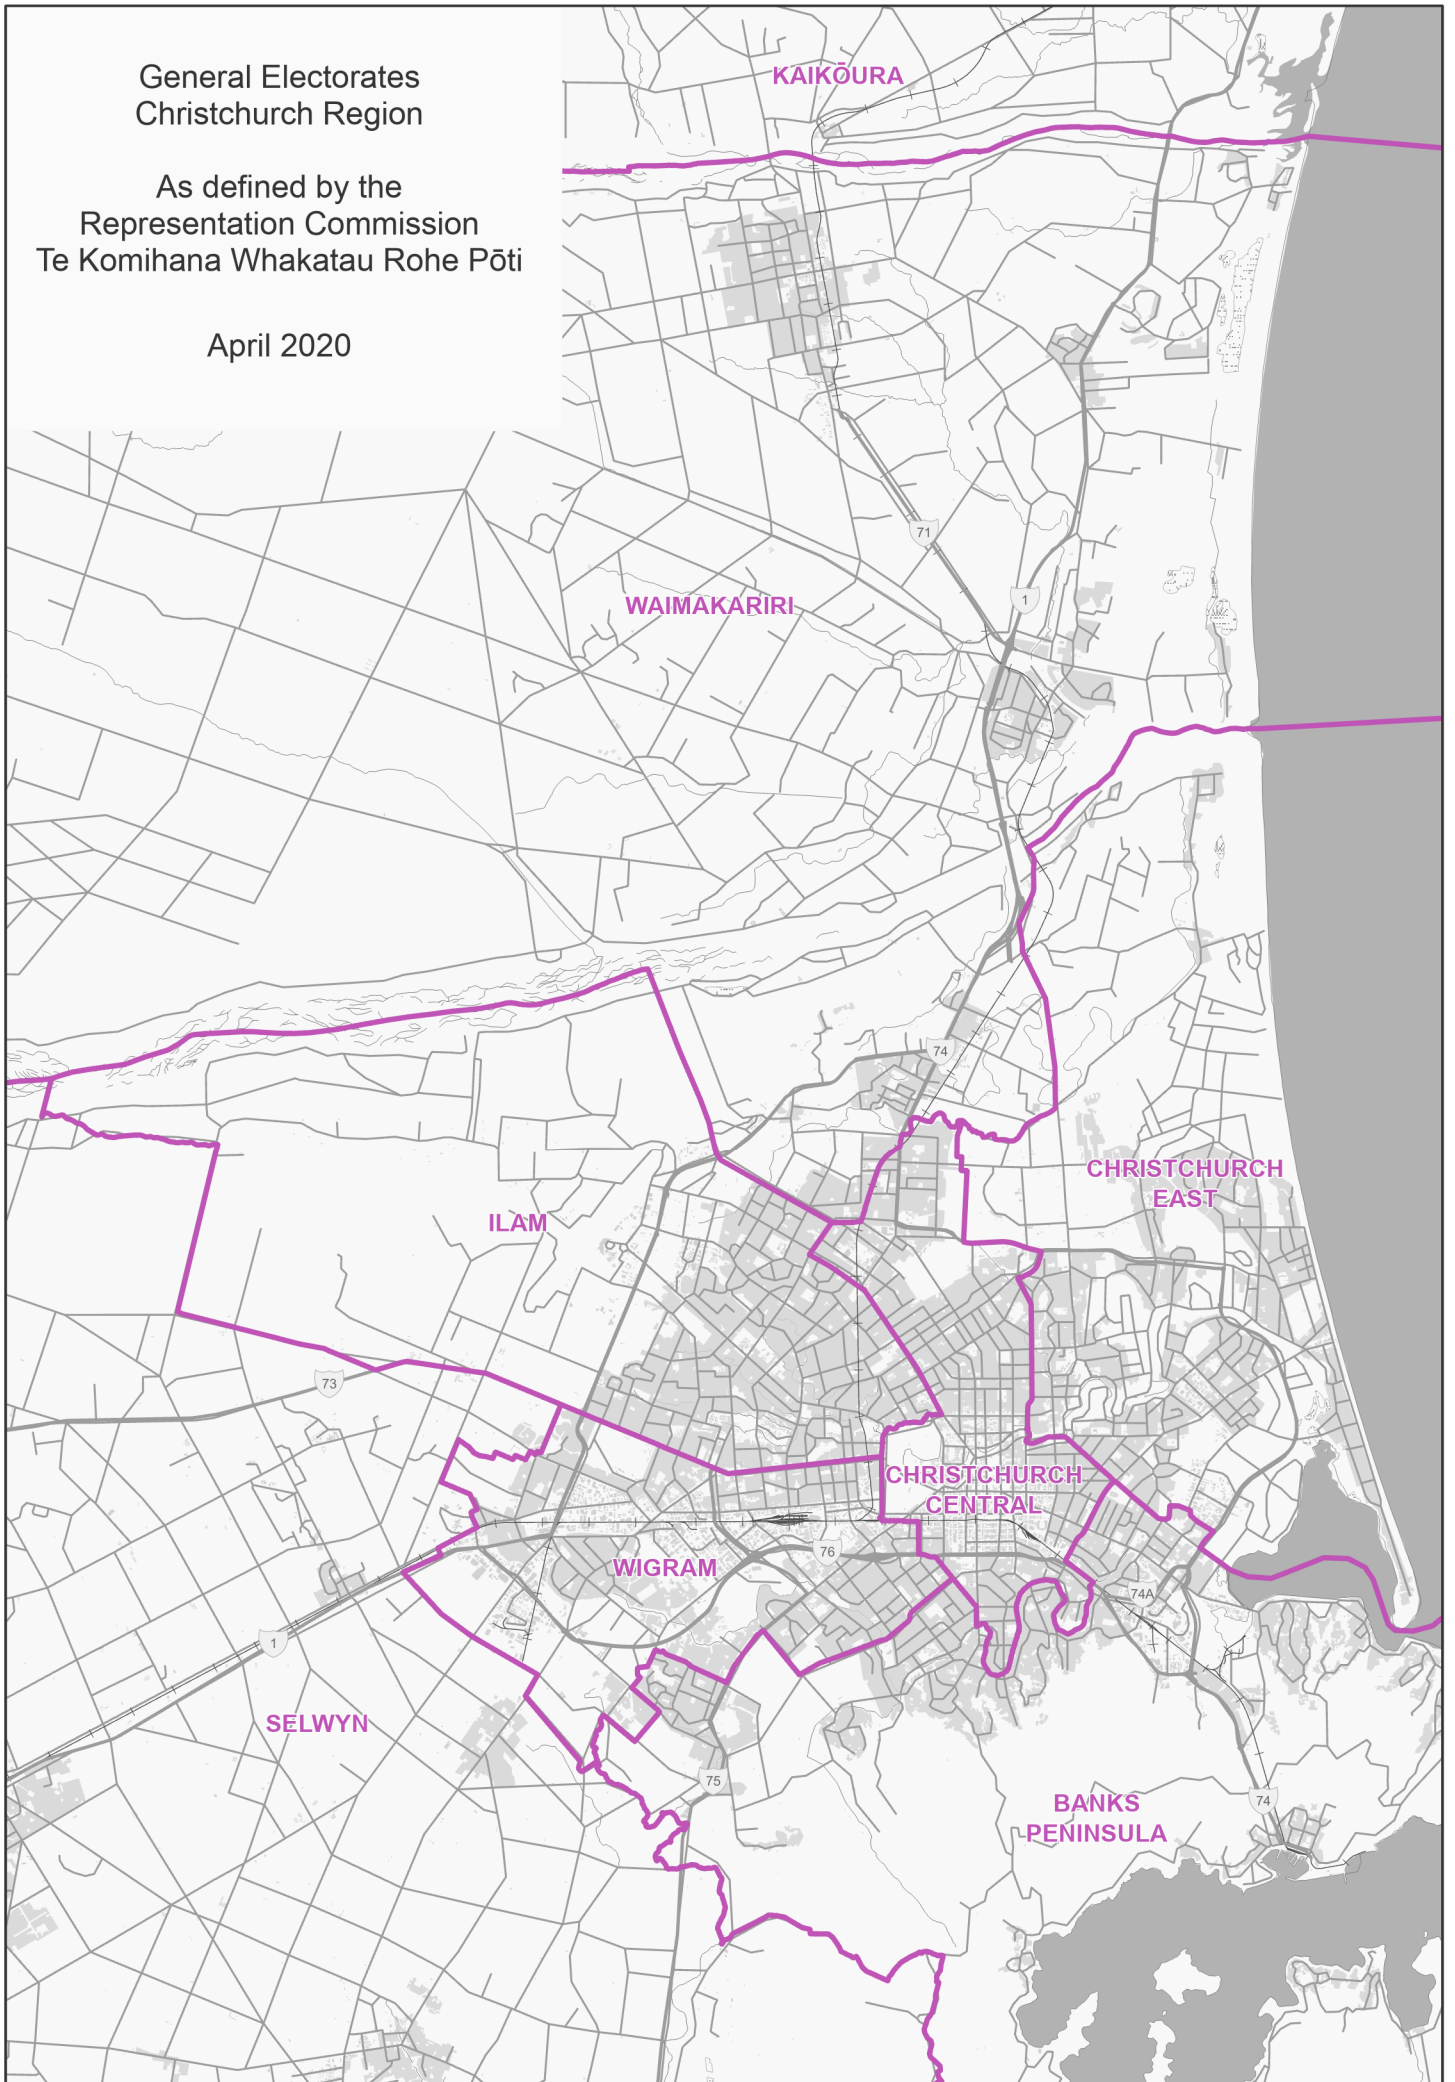 General Electorates
Christchurch Region
As defined by the
Representation Commission
Te Komihana Whakatau Rohe Pōti
April 2020
KAIKŌURA
71
1
WAIMAKARIRI
74
CHRISTCHURCH
EAST
ILAM
73
CHRISTCHURCH
CENTRAL
76
WIGRAM
74A
1
SELWYN
75
74
BANKS
PENINSULA